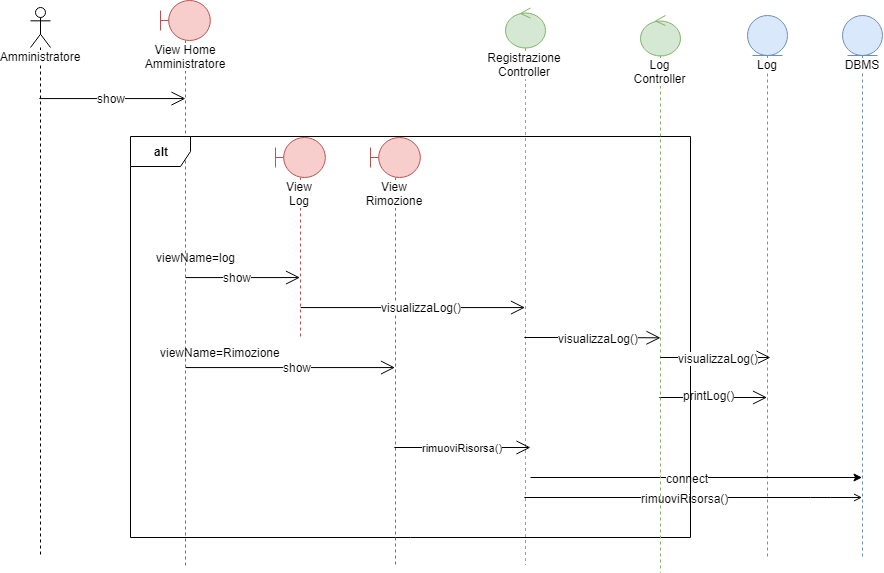 Amministratore
View Home
Amministratore
Registrazione
Controller
Log
Controller
Log
DBMS
show
alt
View
Log
View
Rimozione
viewName=log
show
visualizzaLog()
visualizzaLog()
viewName=Rimozione
show
visualizzaLog()
printLog()
rimuoviRisorsa()
connect
rimuoviRisorsa()